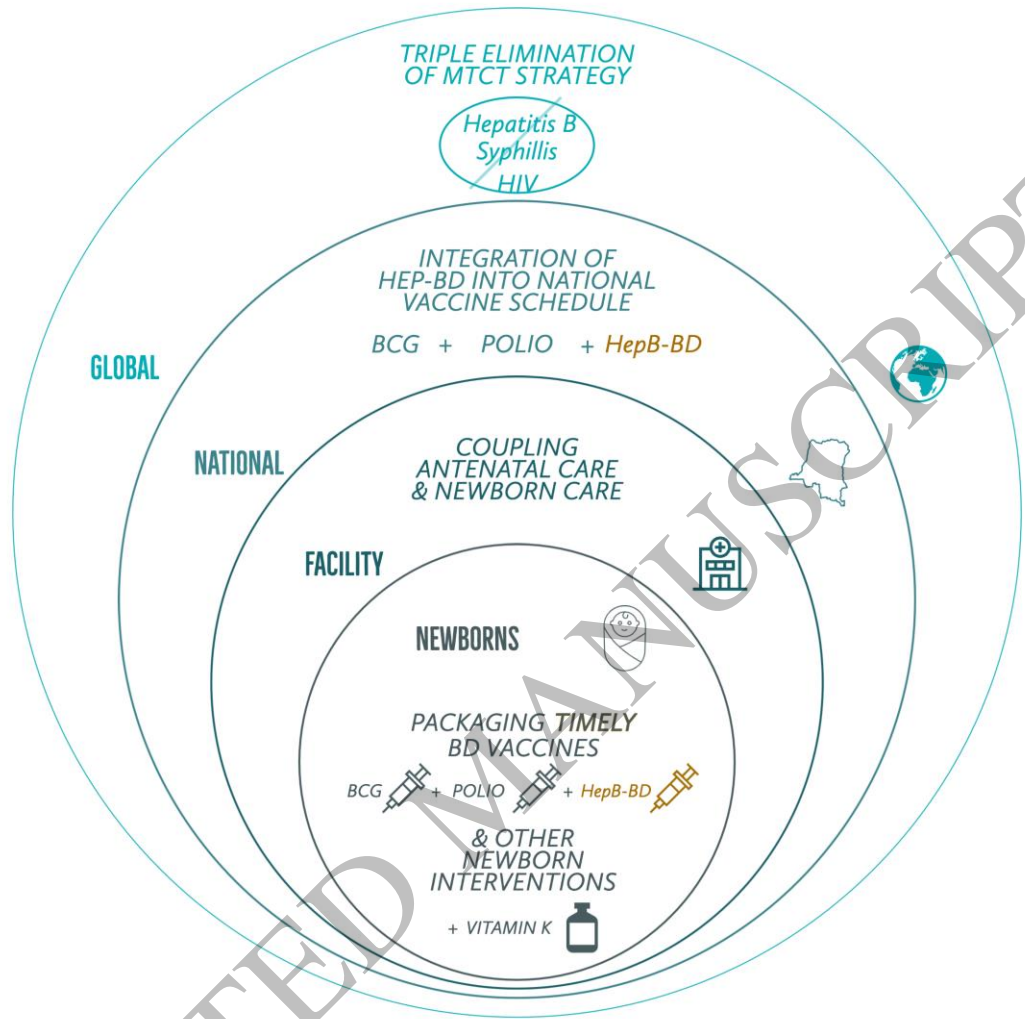 TRIPLE ELIMINATION
OF MTCT STRATEGY
Hepatitis B
Syphillis
HIV
INTEGRATION OF
HEP-BD INTO NATIONAL
VACCINE SCHEDULE
BCG + POLIO + HepB-BD
GLOBAL
NATIONAL
COUPLING
ANTENATAL CARE
& NEWBORN CARE
FACILITY
NEWBORNS
PACKAGING TIMELY
BD VACCINES
BCG + POLIO + HepB-BD
& OTHER
NEWBORN
INTERVENTIONS
+ VITAMIN K
TED MANUSCRIPT